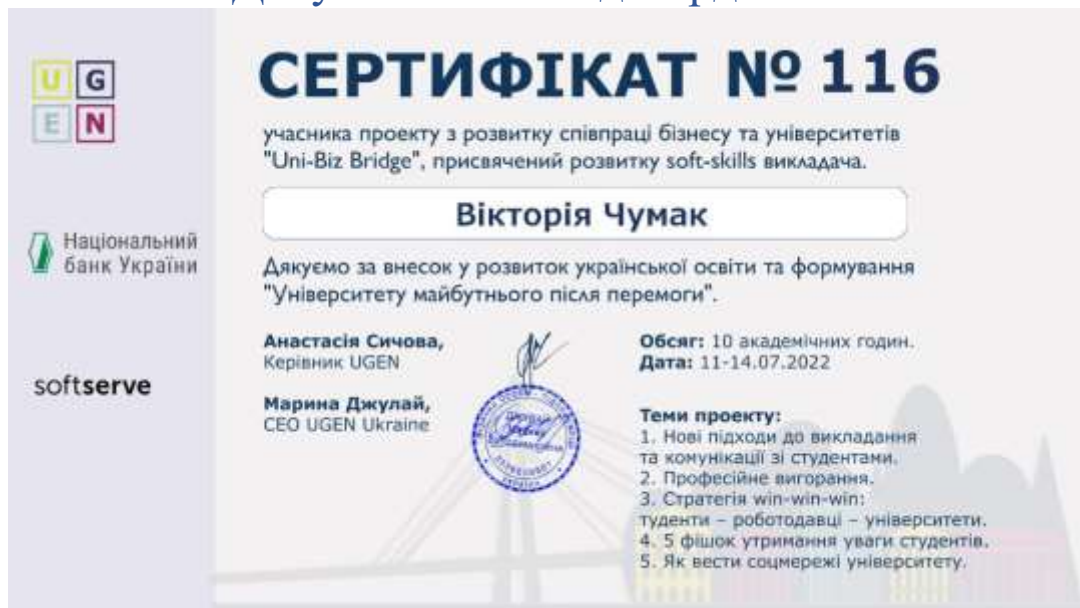 U G
E N
СЕРТИФІКАТ № 116
учасника проекту з розвитку співпраці бізнесу та університетів
"Uni-Biz Bridge", присвячений розвитку soft-skills викладача.
Вікторія Чумак
Національний
банк України
Дякуємо за внесок у розвиток української освіти та формування
"Університету майбутнього після перемоги".
softserve
Анастасія Сичова,
Керівник UGEN
Марина Джулай,
CEO UGEN Ukraine
Обсяг: 10 академічних годин.
Дата: 11-14.07.2022
Теми проекту:
1. Нові підходи до викладання
та комунікації зі студентами.
2. Професійне вигорання.
3. Стратегія win-win-win:
туденти – роботодавці – університети.
4. 5 фішок утримання уваги студентів.
5. Як вести соцмережі університету.